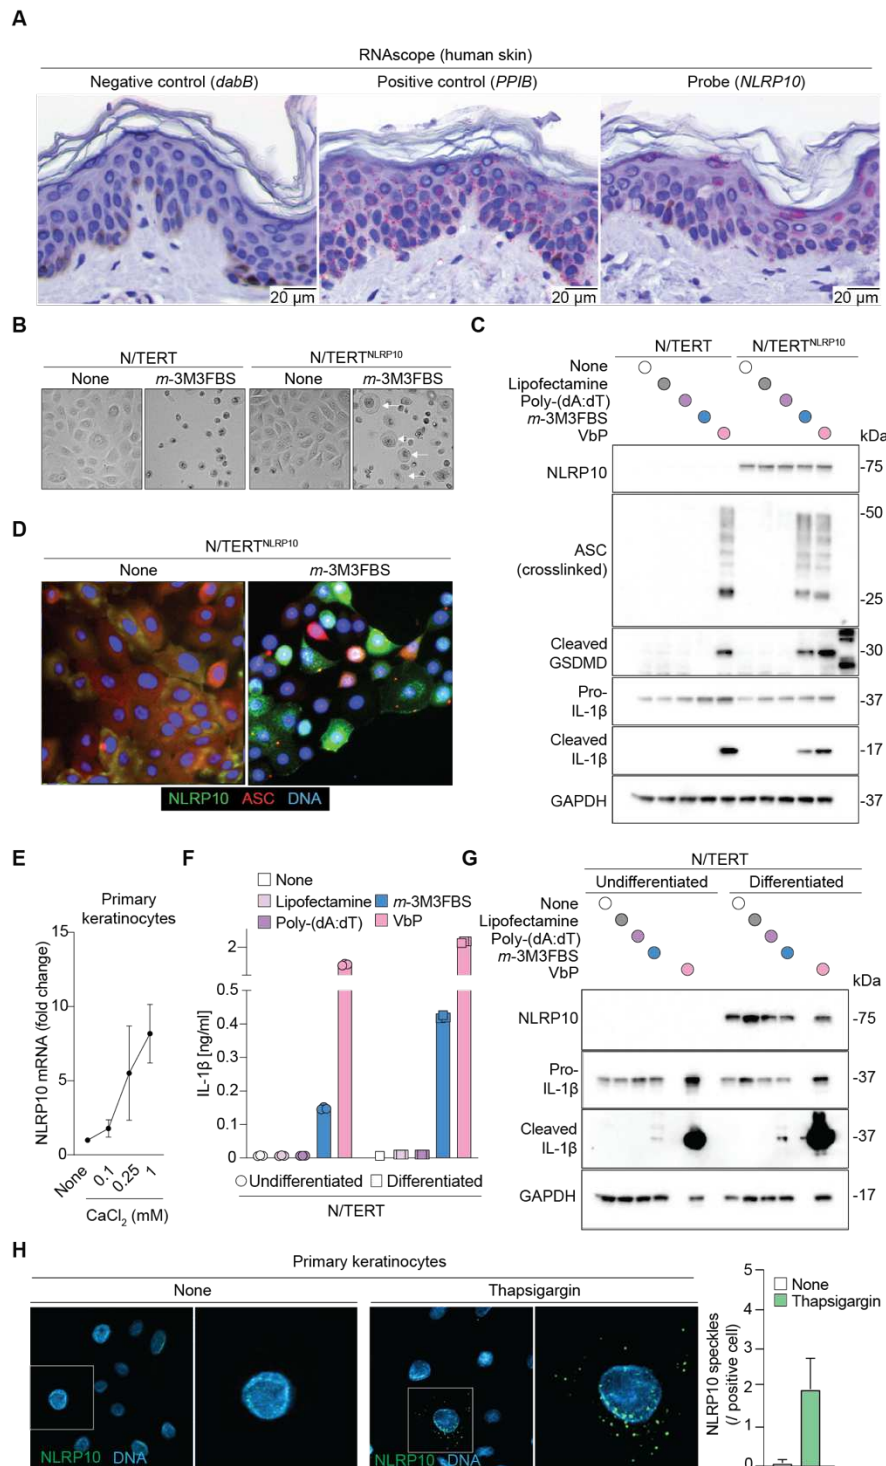 A
RNAscope (human skin)
Negative control (dabB)
Positive control (PPIB)
Probe (NLRP10)
20 µm
20 µm
20 µm
B
N/TERT
N/TERT^NLRP10
None
m-3M3FBS
None
m-3M3FBS
C
N/TERT
N/TERT^NLRP10
None
Lipofectamine
Poly-(dA:dT)
m-3M3FBS
VbP
kDa
NLRP10
-75
ASC
(crosslinked)
-50
-25
Cleaved
GSDMD
-30
Pro-
IL-1β
-37
Cleaved
IL-1β
-17
GAPDH
-37
D
N/TERT^NLRP10
None
m-3M3FBS
NLRP10 ASC DNA
E
Primary
keratinocytes
NLRP10 mRNA (fold change)
15
10
5
0
None
0.1
0.25
1
CaCl₂ (mM)
F
None
Lipofectamine
m-3M3FBS
Poly-(dA:dT)
VbP
IL-1β [ng/ml]
2
0.5
0.4
0.3
0.2
0.1
0
Undifferentiated
Differentiated
N/TERT
G
N/TERT
Undifferentiated
Differentiated
None
Lipofectamine
Poly-(dA:dT)
m-3M3FBS
VbP
kDa
NLRP10
-75
Pro-
IL-1β
-37
Cleaved
IL-1β
-37
GAPDH
-17
H
Primary keratinocytes
None
Thapsigargin
NLRP10 DNA
NLRP10 DNA
NLRP10 speckles
(/ positive cell)
5
4
3
2
1
0
None
Thapsigargin